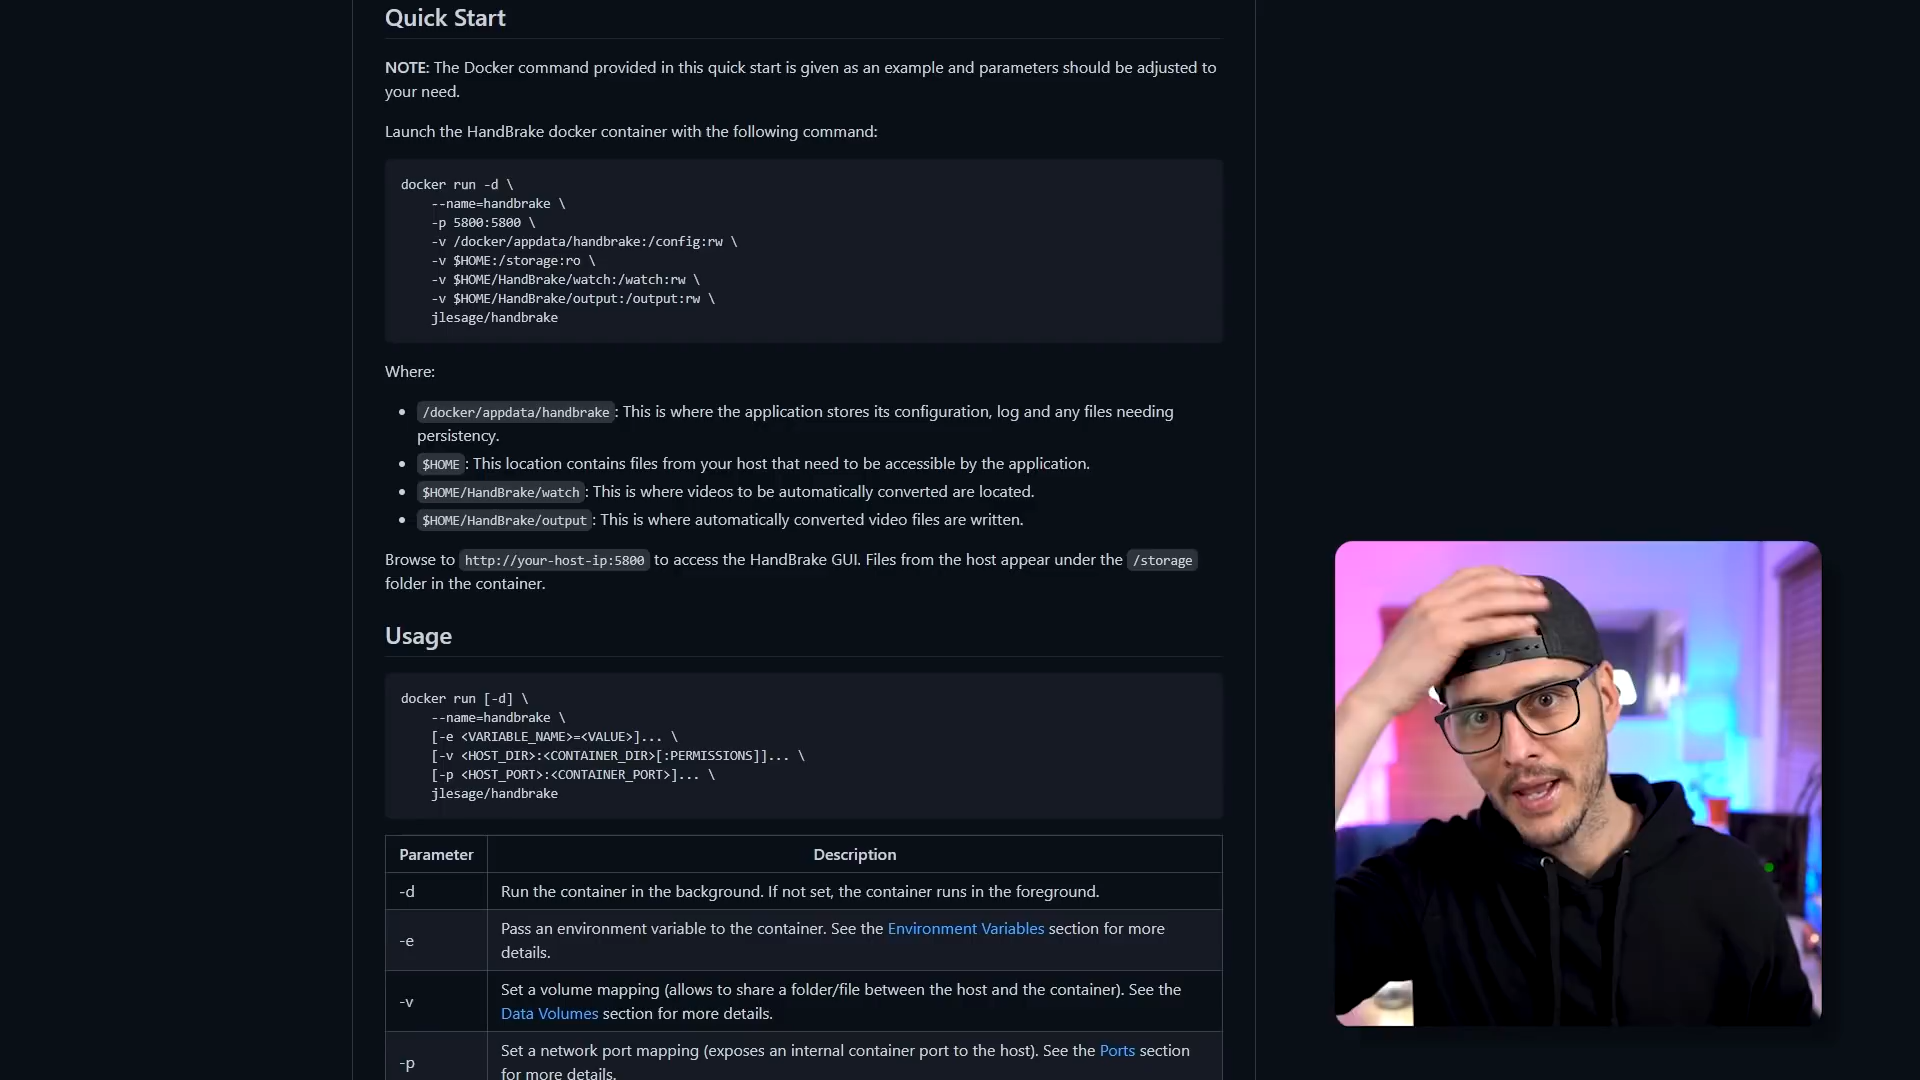 Quick Start
NOTE: The Docker command provided in this quick start is given as an example and parameters should be adjusted to
your need.
Launch the HandBrake docker container with the following command:
docker run -d \
--name=handbrake \
-p 5800:5800 \
-v /docker/appdata/handbrake:/config:rw \
-v $HOME:/storage:ro \
-v $HOME/HandBrake/watch:/watch:rw \
-v $HOME/HandBrake/output:/output:rw \
jlesage/handbrake
Where:
/docker/appdata/handbrake: This is where the application stores its configuration, log and any files needing
persistency.
$HOME: This location contains files from your host that need to be accessible by the application.
$HOME/HandBrake/watch: This is where videos to be automatically converted are located.
$HOME/HandBrake/output: This is where automatically converted video files are written.
Browse to http://your-host-ip:5800 to access the HandBrake GUI. Files from the host appear under the /storage
folder in the container.
Usage
docker run [-d] \
--name=handbrake \
[-e <VARIABLE_NAME>=<VALUE>]... \
[-v <HOST_DIR>:<CONTAINER_DIR>[:PERMISSIONS]]... \
[-p <HOST_PORT>:<CONTAINER_PORT>]... \
jlesage/handbrake
Parameter Description
-d Run the container in the background. If not set, the container runs in the foreground.
-e Pass an environment variable to the container. See the Environment Variables section for more
details.
-v Set a volume mapping (allows to share a folder/file between the host and the container). See the
Data Volumes section for more details.
-p Set a network port mapping (exposes an internal container port to the host). See the Ports section
for more details.